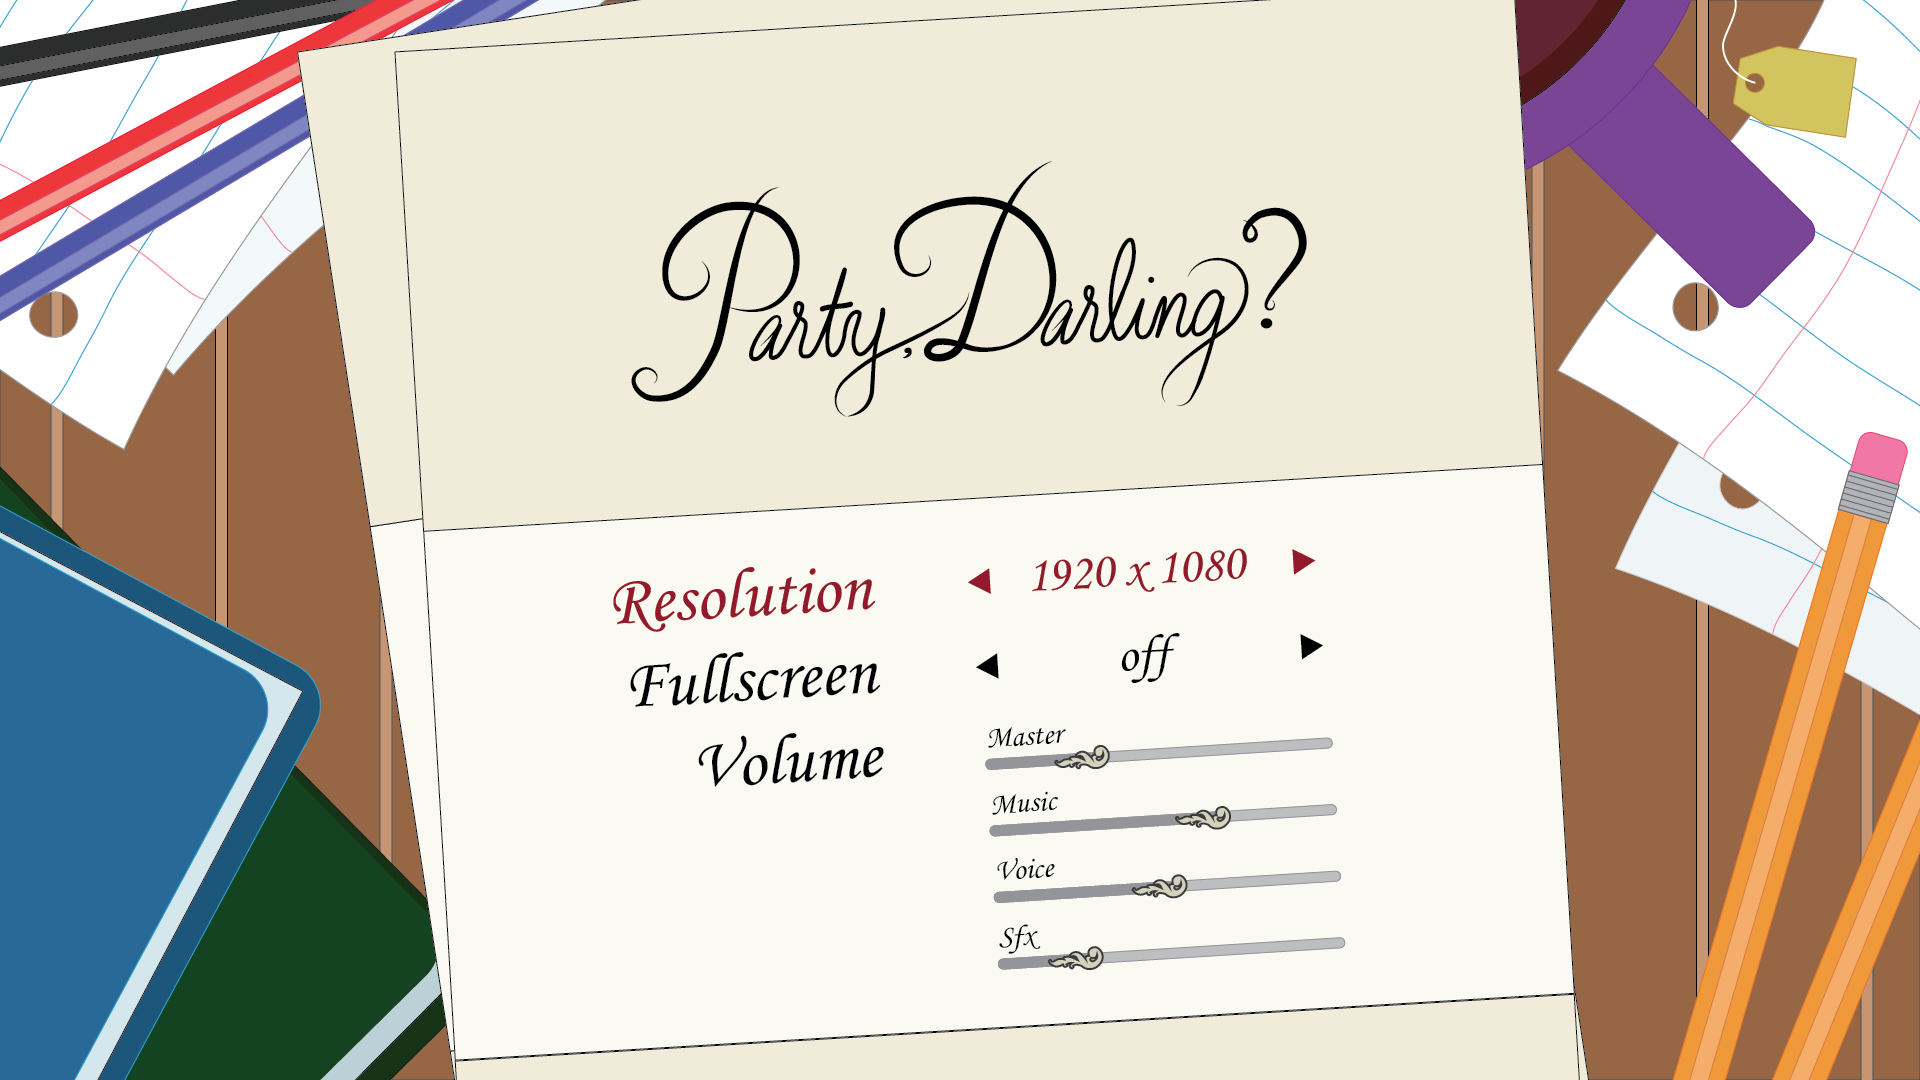 Party, Darling?
Resolution 1920 x 1080
Fullscreen off
Volume
Master
Music
Voice
Sfx